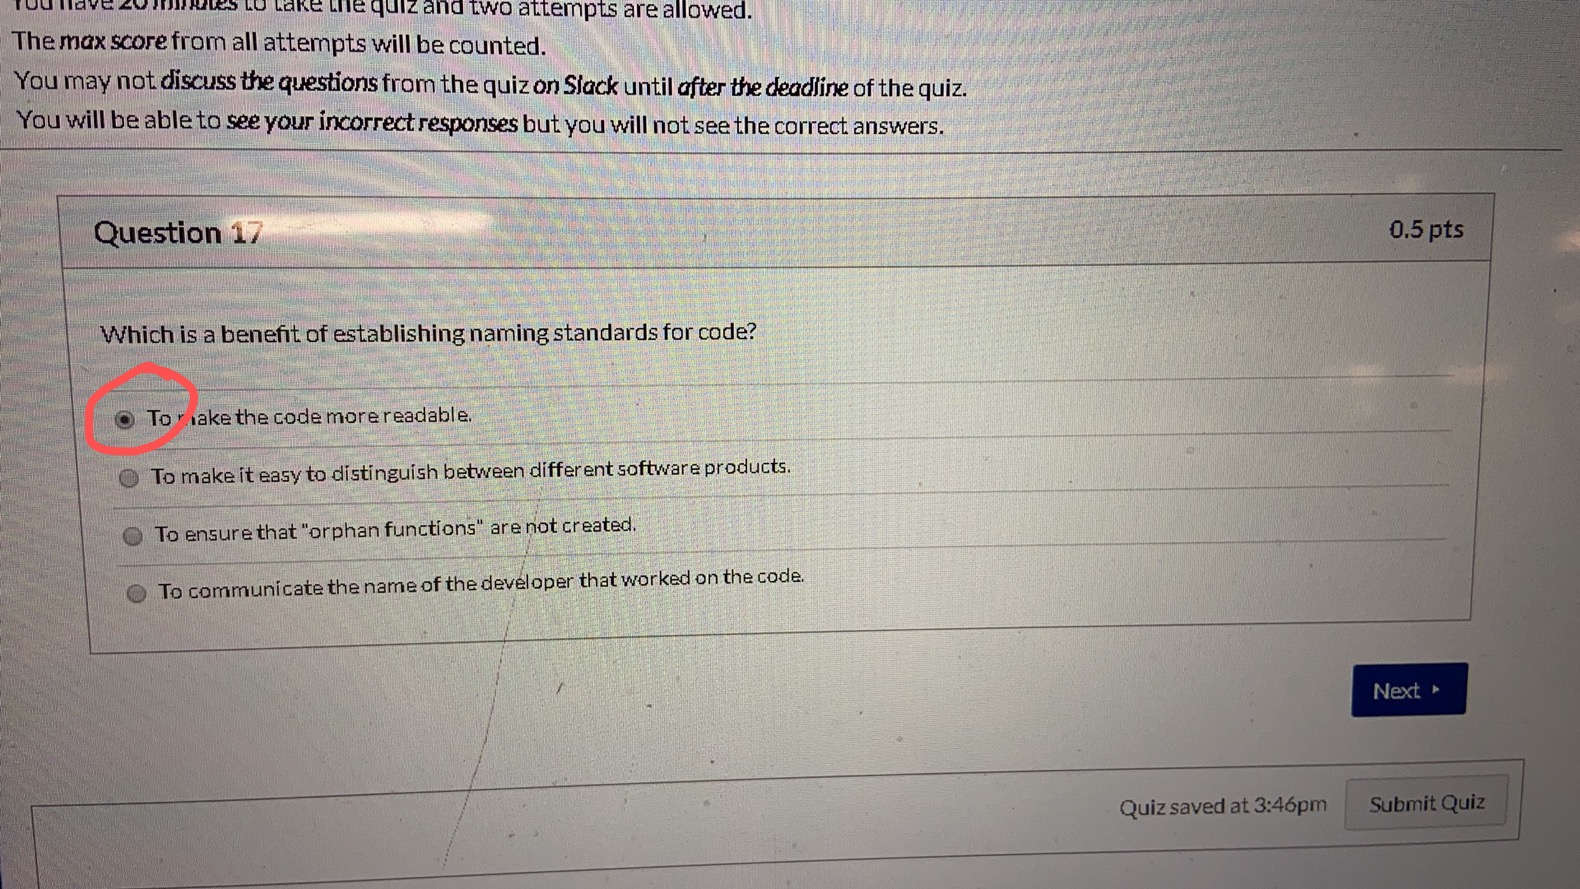 You have 20 minutes to take the quiz and two attempts are allowed.
The max score from all attempts will be counted.
You may not discuss the questions from the quiz on Slack until after the deadline of the quiz.
You will be able to see your incorrect responses but you will not see the correct answers.
Question 17
0.5 pts
Which is a benefit of establishing naming standards for code?
To make the code more readable.
To make it easy to distinguish between different software products.
To ensure that "orphan functions" are not created.
To communicate the name of the developer that worked on the code.
Next
Quiz saved at 3:46pm
Submit Quiz